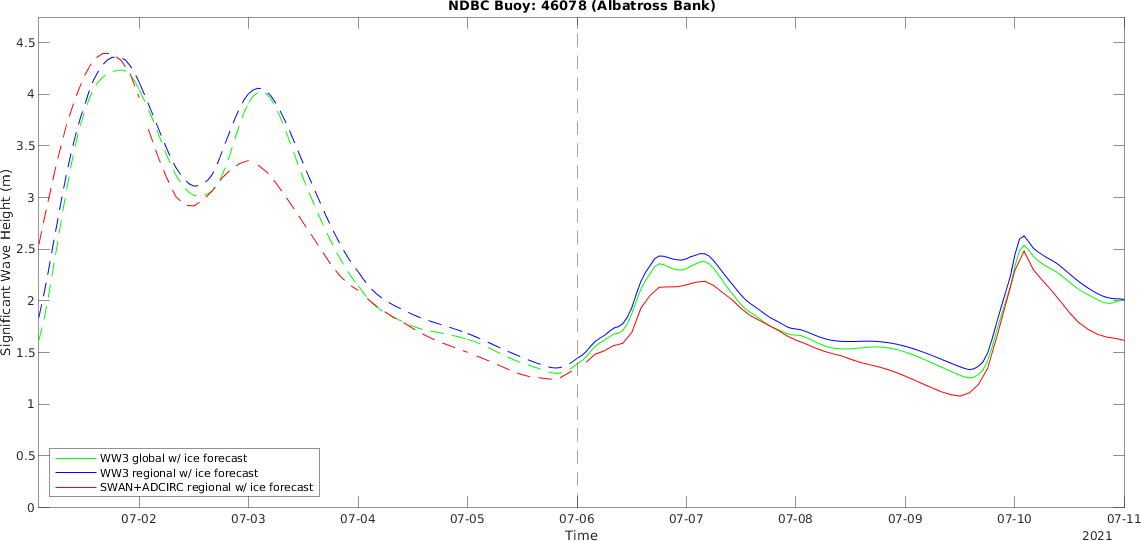 NDBC Buoy: 46078 (Albatross Bank)
4.5
4
3.5
3
2.5
2
1.5
1
0.5
0
Significant Wave Height (m)
WW3 global w/ ice forecast
WW3 regional w/ ice forecast
SWAN+ADCIRC regional w/ ice forecast
07-02 07-03 07-04 07-05 07-06 07-07 07-08 07-09 07-10 07-11
Time
2021